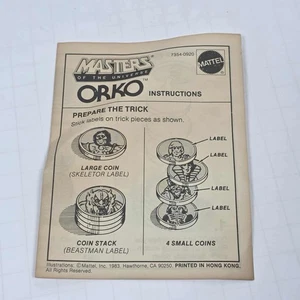 MASTERS
OF THE UNIVERSE
1984-0920
MATTEL
ORKO™ INSTRUCTIONS
PREPARE THE TRICK
Stick labels on trick pieces as shown.
LABEL
LARGE COIN
(SKELETOR LABEL)
LABEL
LABEL
LABEL
COIN STACK
(BEASTMAN LABEL)
4 SMALL COINS
Illustrations ©Mattel, Inc. 1983, Hawthorne, CA 90250. PRINTED IN HONG KONG.
All Rights Reserved.